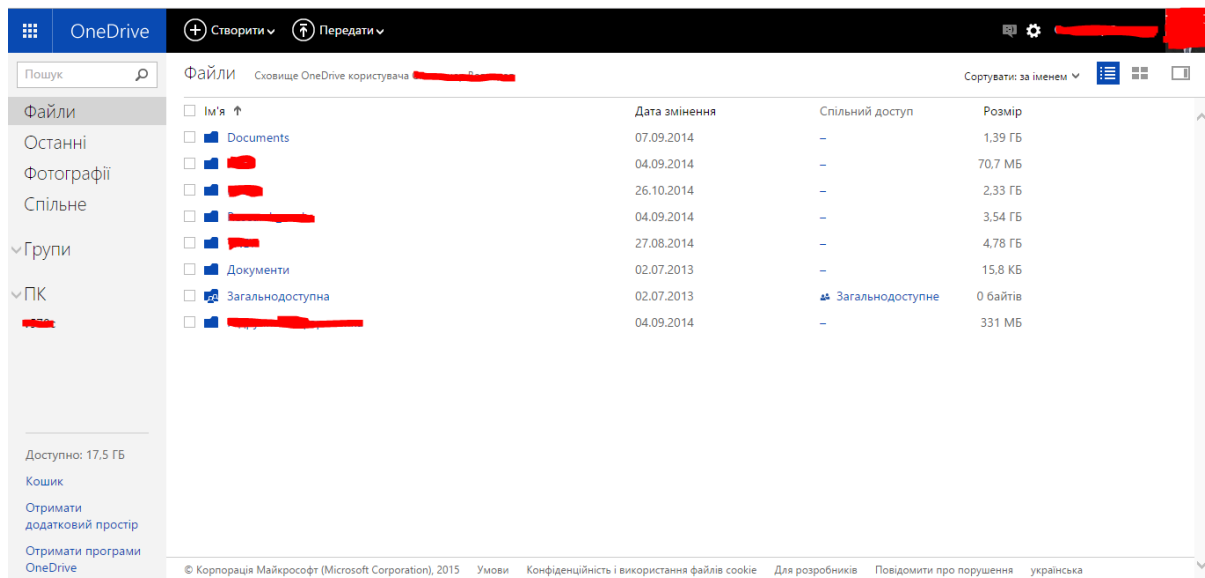 OneDrive Створити Передати
Пошук
Файли Сховище OneDrive користувача
Сортувати: за іменем
Файли
Останні
Фотографії
Спільне
Групи
ПК
Ім'я Дата змінення Спільний доступ Розмір
Documents 07.09.2014 – 1,39 ГБ
04.09.2014 – 70,7 МБ
26.10.2014 – 2,33 ГБ
04.09.2014 – 3,54 ГБ
27.08.2014 – 4,78 ГБ
Документи 02.07.2013 – 15,8 КБ
Загальнодоступна 02.07.2013 Загальнодоступне 0 байтів
04.09.2014 – 331 МБ
Доступно: 17,5 ГБ
Кошик
Отримати
додатковий простір
Отримати програми
OneDrive
© Корпорація Майкрософт (Microsoft Corporation), 2015 Умови Конфіденційність і використання файлів cookie Для розробників Повідомити про порушення українська